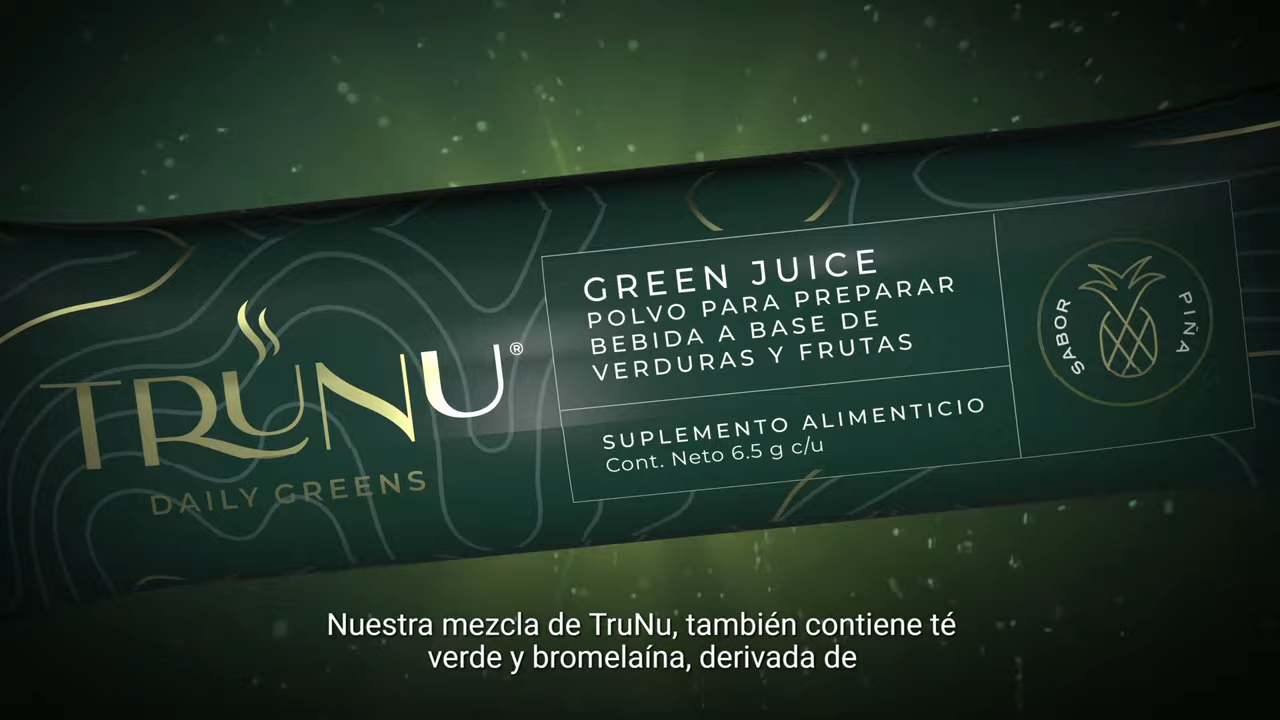 TRUNU®
DAILY GREENS
GREEN JUICE
POLVO PARA PREPARAR
BEBIDA A BASE DE
VERDURAS Y FRUTAS
SUPLEMENTO ALIMENTICIO
Cont. Neto 6.5 g c/u
SABOR PIÑA
Nuestra mezcla de TruNu, también contiene té
verde y bromelaína, derivada de